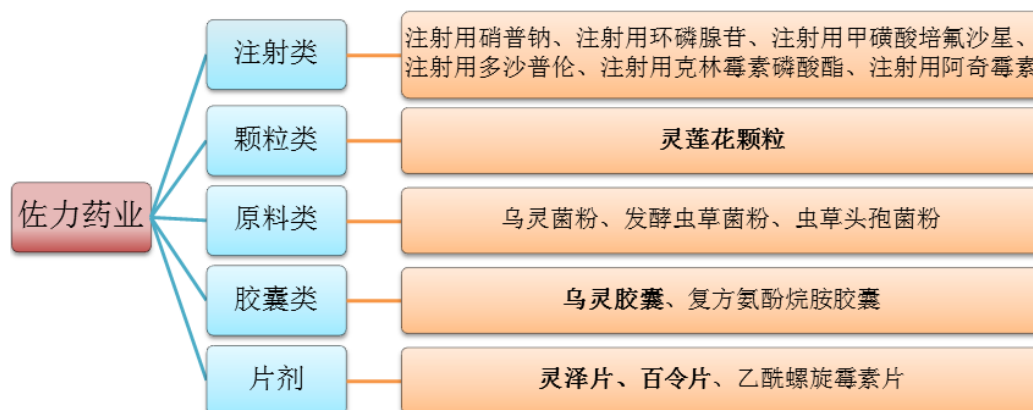 佐力药业
注射类
注射用硝普钠、注射用环磷腺苷、注射用甲磺酸培氟沙星、
注射用多沙普伦、注射用克林霉素磷酸酯、注射用阿奇霉素
颗粒类
灵莲花颗粒
原料类
乌灵菌粉、发酵虫草菌粉、虫草头孢菌粉
胶囊类
乌灵胶囊、复方氨酚烷胺胶囊
片剂
灵泽片、百令片、乙酰螺旋霉素片